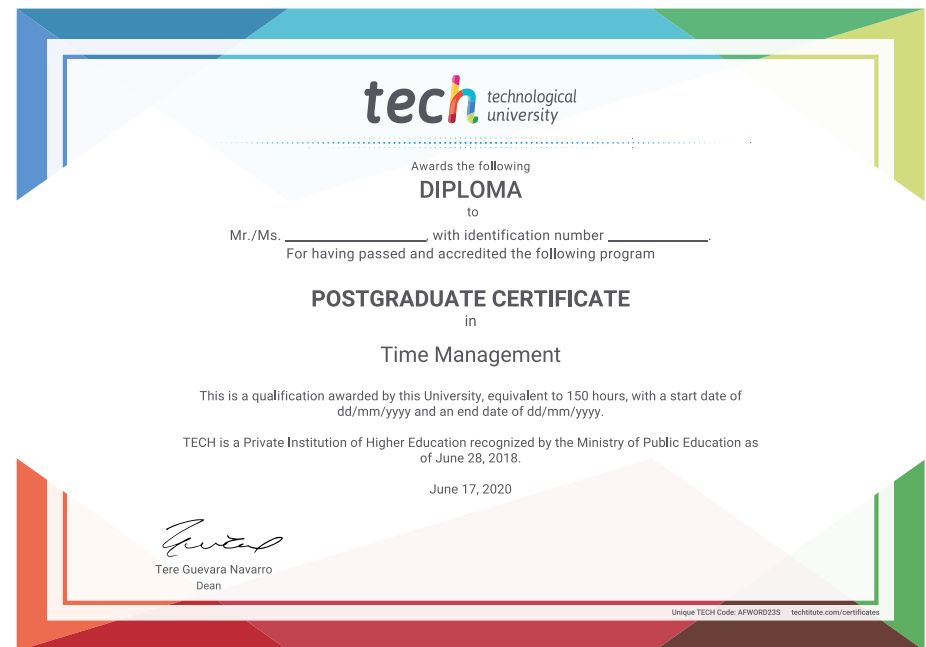 tech technological
university
Awards the following
DIPLOMA
to
Mr./Ms. ____________________, with identification number ______________.
For having passed and accredited the following program
POSTGRADUATE CERTIFICATE
in
Time Management
This is a qualification awarded by this University, equivalent to 150 hours, with a start date of
dd/mm/yyyy and an end date of dd/mm/yyyy.
TECH is a Private Institution of Higher Education recognized by the Ministry of Public Education as
of June 28, 2018.
June 17, 2020
Tere Guevara Navarro
Dean
Unique TECH Code: AFWORD23S techtitute.com/certificates